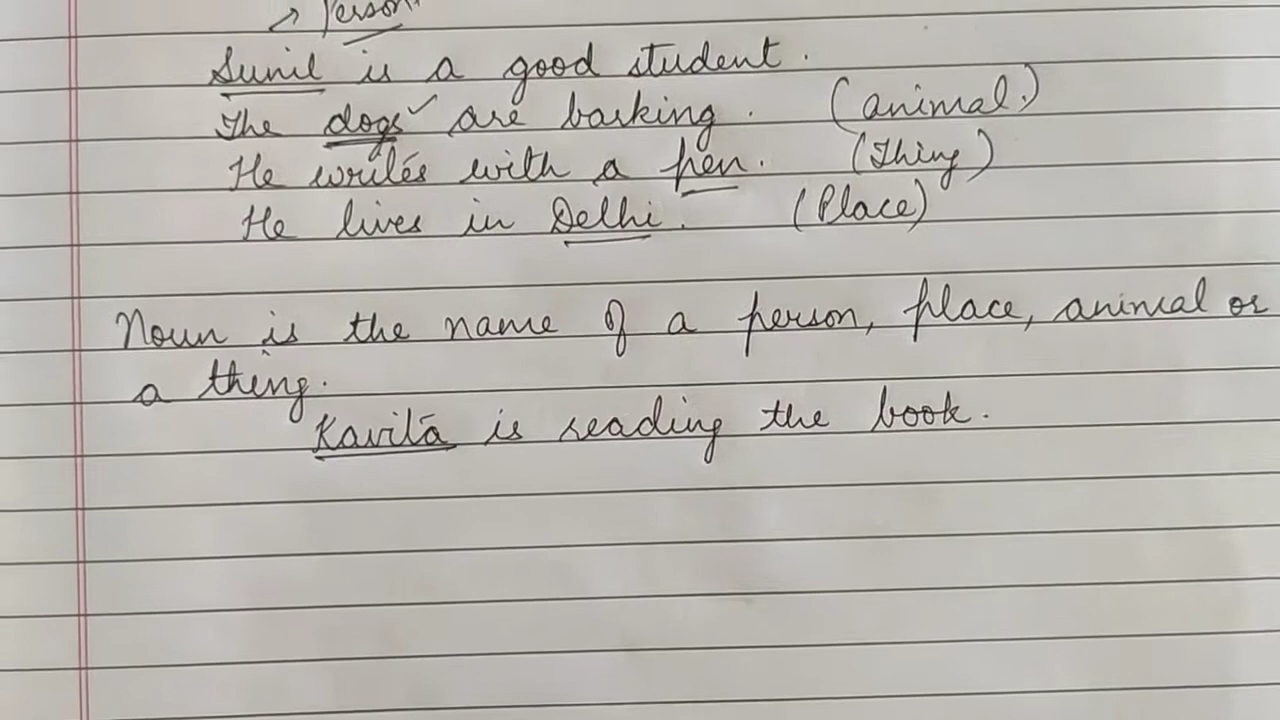 → Person
Sunil is a good student.
The dogs are barking. (animal.)
He writes with a pen. (Thing)
He lives in Delhi. (Place)
Noun is the name of a person, place, animal or
a thing.
Kavita is reading the book.